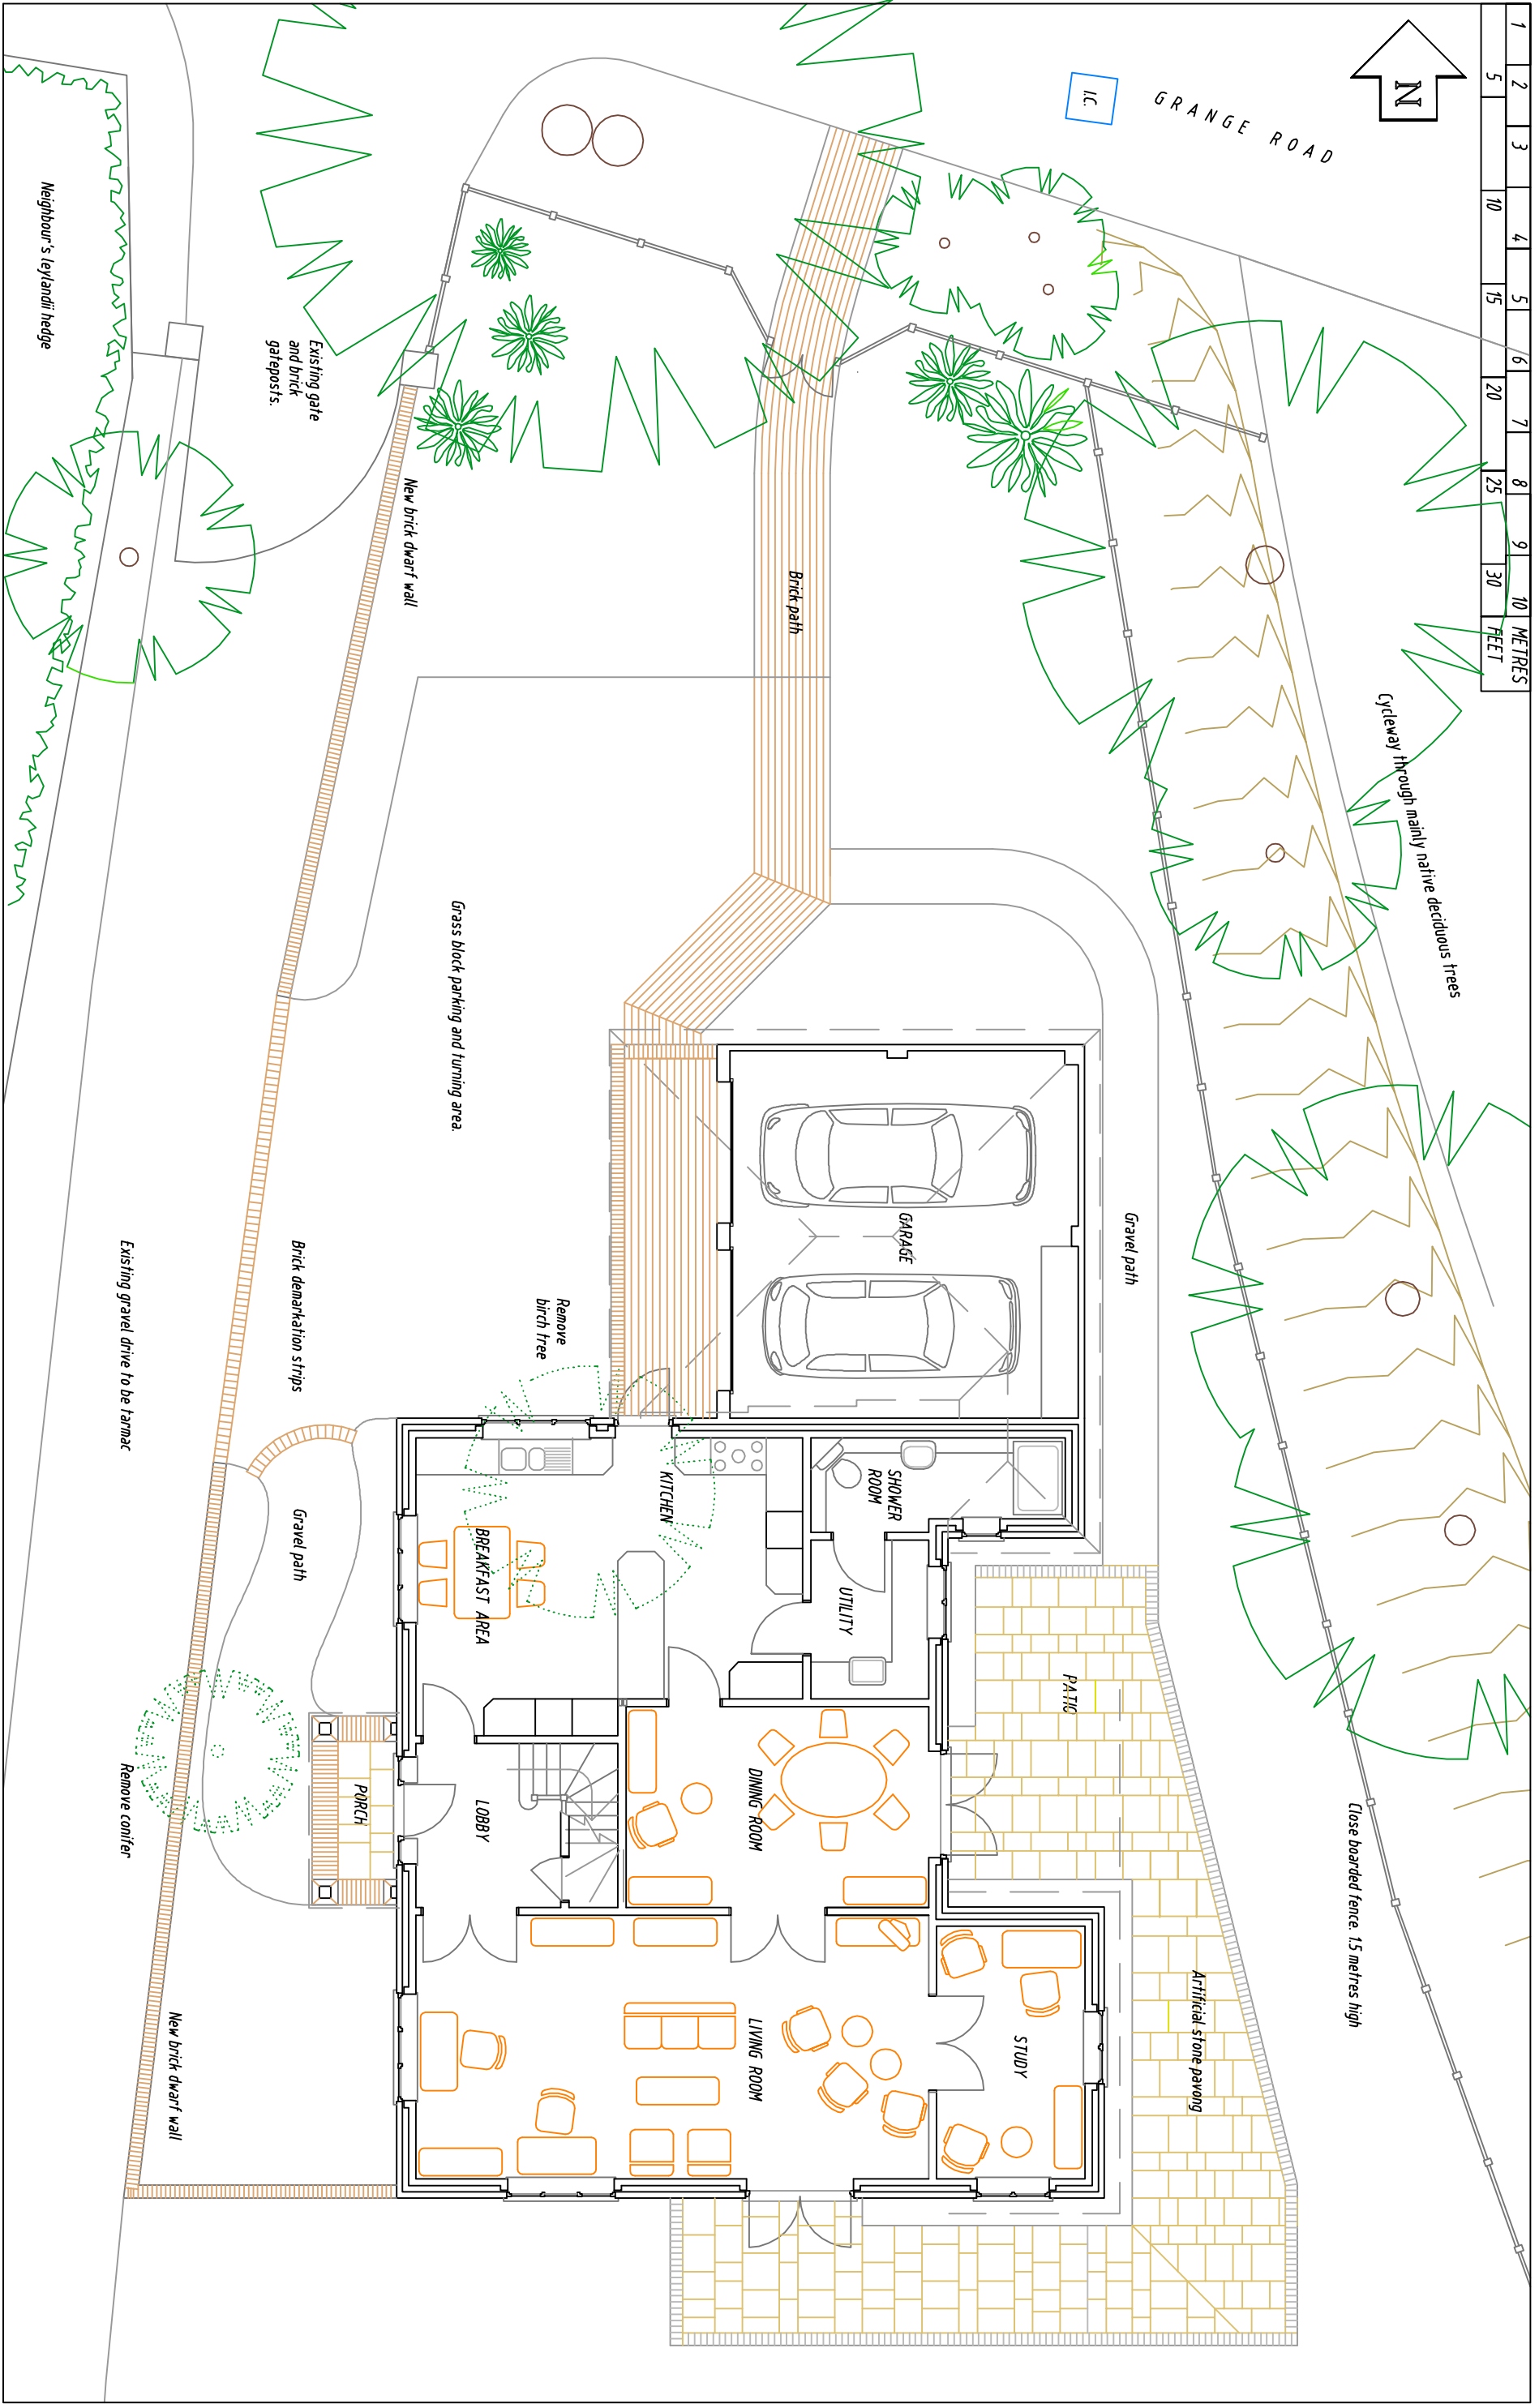 1 2 3 4 5 6 7 8 9 10 METRES
5 10 15 20 25 30 FEET
N
GRANGE ROAD
I.C.
Cycleway through mainly native deciduous trees
Close boarded fence. 1.5 metres high
Artificial stone pavong
Gravel path
PATIO
STUDY
GARAGE
SHOWER
ROOM
UTILITY
Brick path
DINING ROOM
LIVING ROOM
KITCHEN
Remove
birch tree
BREAKFAST AREA
LOBBY
Grass block parking and turning area.
New brick dwarf wall
PORCH
Existing gate
and brick
gateposts.
Brick demarkation strips
Gravel path
New brick dwarf wall
Existing gravel drive to be tarmac
Remove conifer
Neighbour's leylandii hedge